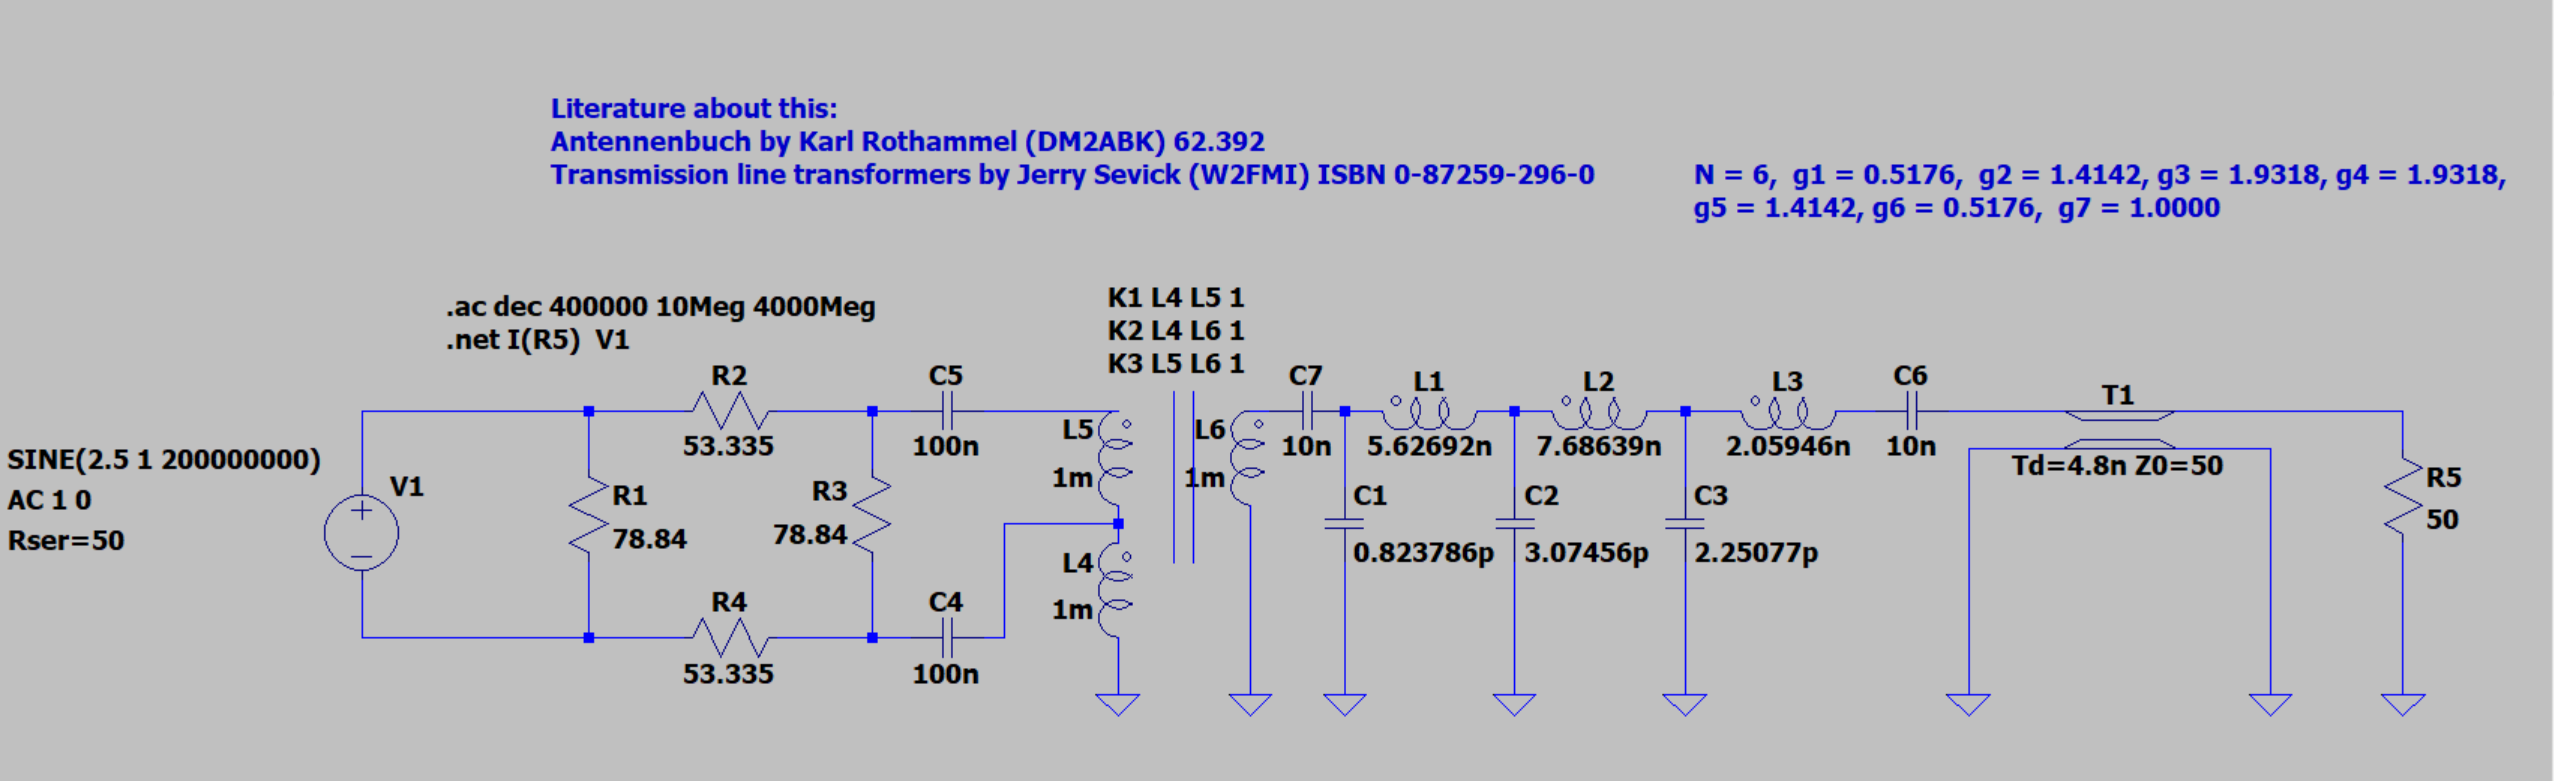 Literature about this:
Antennenbuch by Karl Rothammel (DM2ABK) 62.392
Transmission line transformers by Jerry Sevick (W2FMI) ISBN 0-87259-296-0
N = 6,  g1 = 0.5176,  g2 = 1.4142, g3 = 1.9318, g4 = 1.9318,
g5 = 1.4142, g6 = 0.5176,  g7 = 1.0000
.ac dec 400000 10Meg 4000Meg
.net I(R5)  V1
K1 L4 L5 1
K2 L4 L6 1
K3 L5 L6 1
SINE(2.5 1 200000000)
AC 1 0
Rser=50
V1
R1
78.84
R2
53.335
R3
78.84
R4
53.335
C5
100n
C4
100n
L5
1m
L4
1m
L6
1m
C7
10n
L1
5.62692n
L2
7.68639n
L3
2.05946n
C6
10n
C1
0.823786p
C2
3.07456p
C3
2.25077p
T1
Td=4.8n Z0=50
R5
50